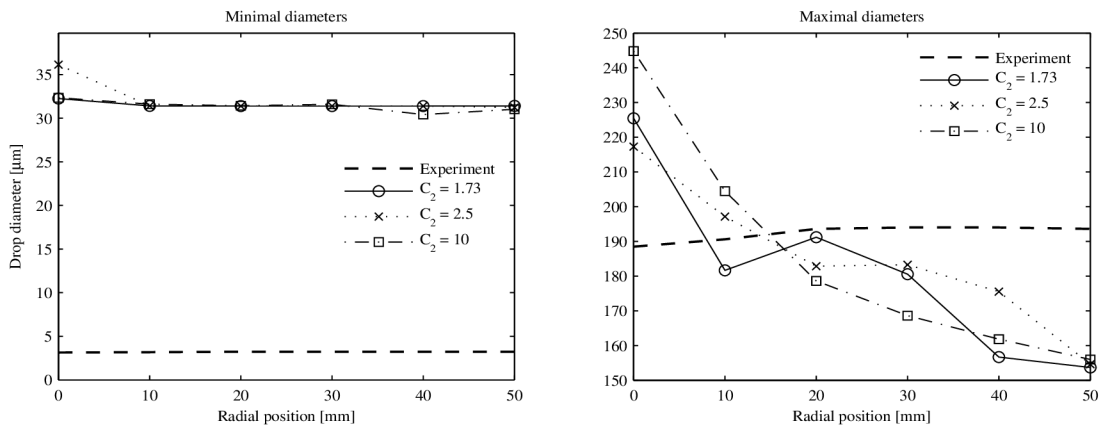 Minimal diameters
Drop diameter [µm]
35
30
25
20
15
10
5
0
Experiment
C2 = 1.73
C2 = 2.5
C2 = 10
0 10 20 30 40 50
Radial position [mm]
Maximal diameters
250
240
230
220
210
200
190
180
170
160
150
Experiment
C2 = 1.73
C2 = 2.5
C2 = 10
0 10 20 30 40 50
Radial position [mm]